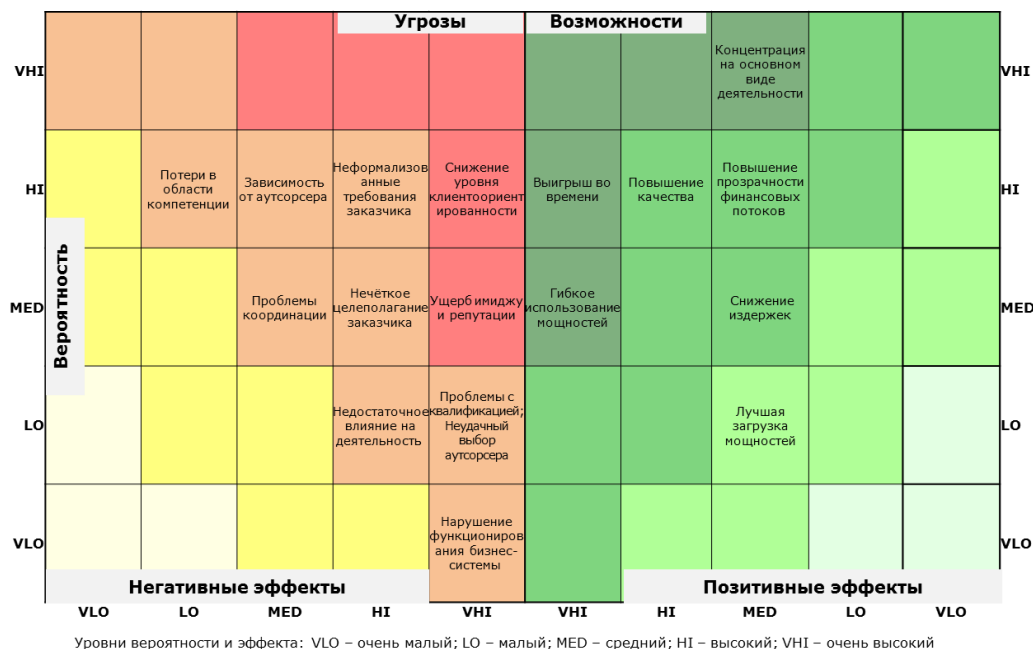 Угрозы
Возможности
VHI
Концентрация
на основном
виде
деятельности
VHI
HI
Потери в
области
компетенции
Зависимость
от аутсорсера
Неформализов
анные
требования
заказчика
Снижение
уровня
клиентоориент
ированности
Выигрыш во
времени
Повышение
качества
Повышение
прозрачности
финансовых
потоков
HI
Вероятность
MED
Проблемы
координации
Нечёткое
целеполагание
заказчика
Ущерб имиджу
и репутации
Гибкое
использование
мощностей
Снижение
издержек
MED
LO
Недостаточное
влияние на
деятельность
Проблемы с
квалификацией;
Неудачный
выбор
аутсорсера
Лучшая
загрузка
мощностей
LO
VLO
Нарушение
функциониров
ания бизнес-
системы
VLO
Негативные эффекты
Позитивные эффекты
VLO LO MED HI VHI VHI HI MED LO VLO
Уровни вероятности и эффекта: VLO – очень малый; LO – малый; MED – средний; HI – высокий; VHI – очень высокий